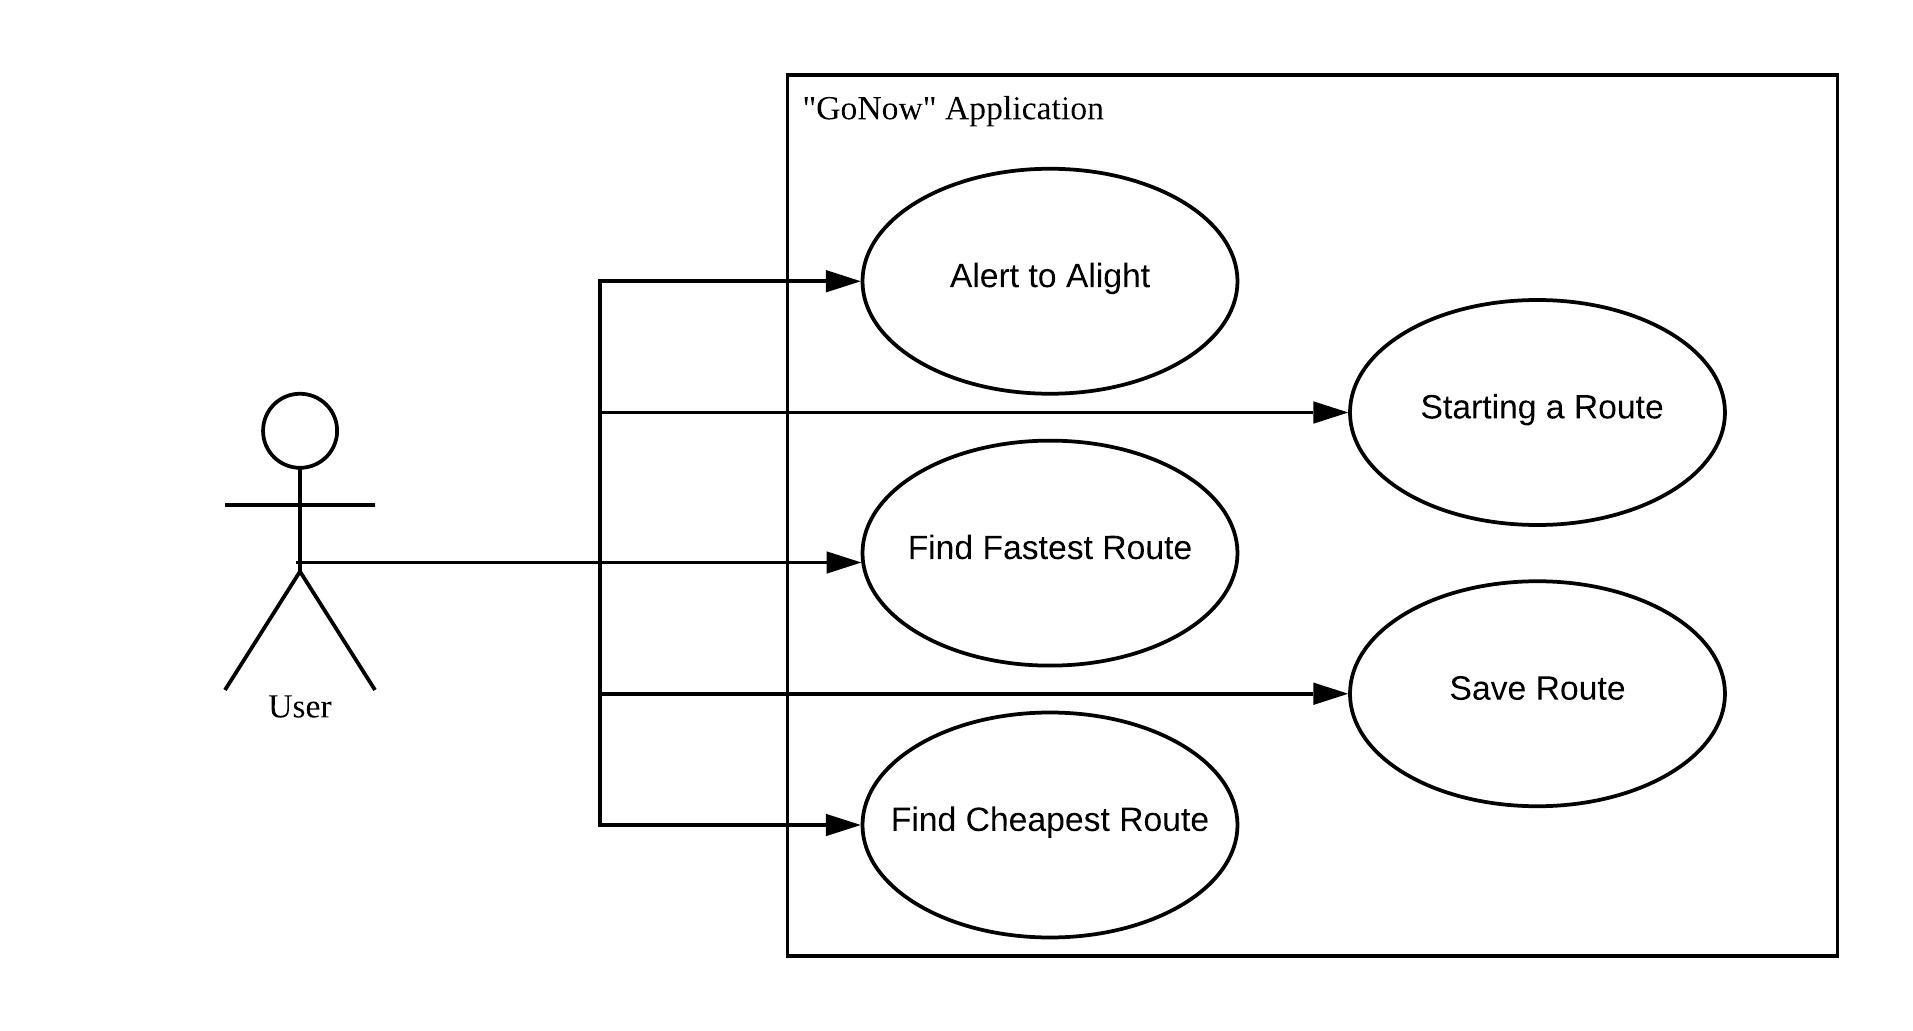 "GoNow" Application
Alert to Alight
Starting a Route
Find Fastest Route
Save Route
User
Find Cheapest Route